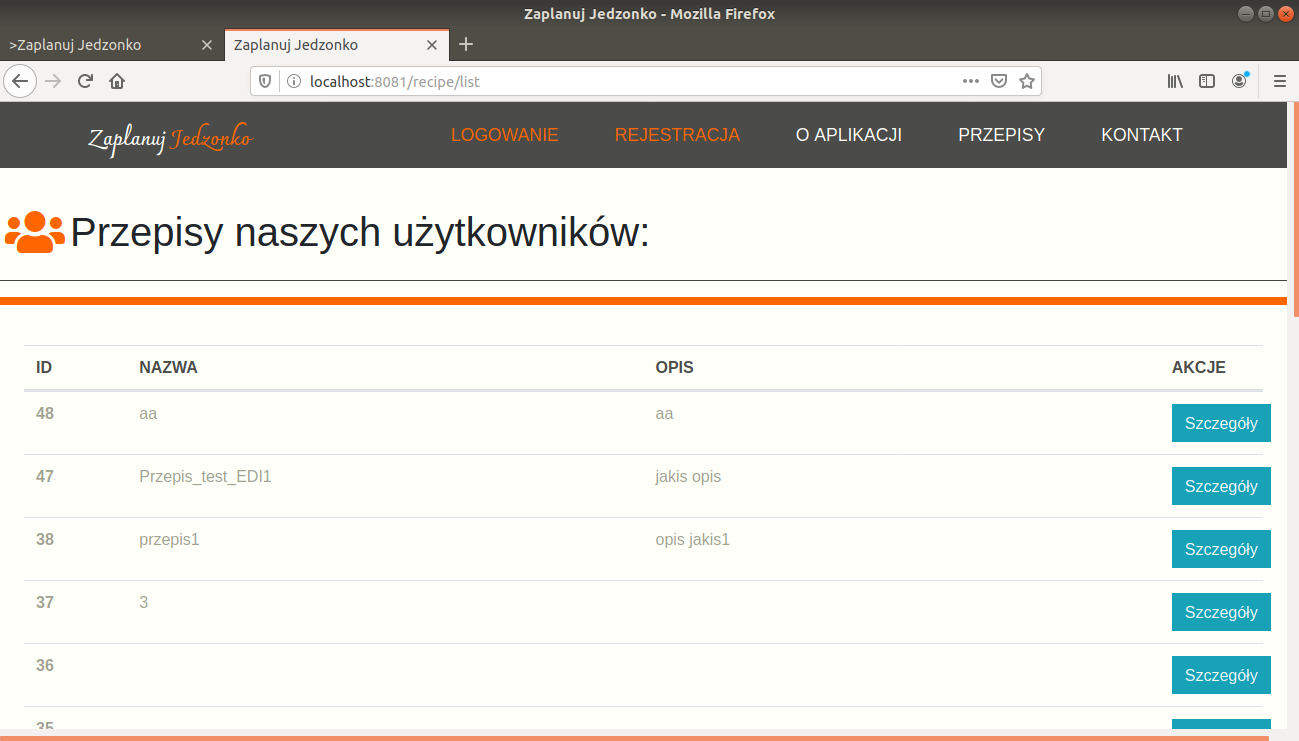 Zaplanuj Jedzonko - Mozilla Firefox
>Zaplanuj Jedzonko
Zaplanuj Jedzonko
localhost:8081/recipe/list
Zaplanuj Jedzonko LOGOWANIE REJESTRACJA O APLIKACJI PRZEPISY KONTAKT
Przepisy naszych użytkowników:
ID NAZWA OPIS AKCJE
48 aa aa Szczegóły
47 Przepis_test_EDI1 jakis opis Szczegóły
38 przepis1 opis jakis1 Szczegóły
37 3 Szczegóły
36 Szczegóły
35